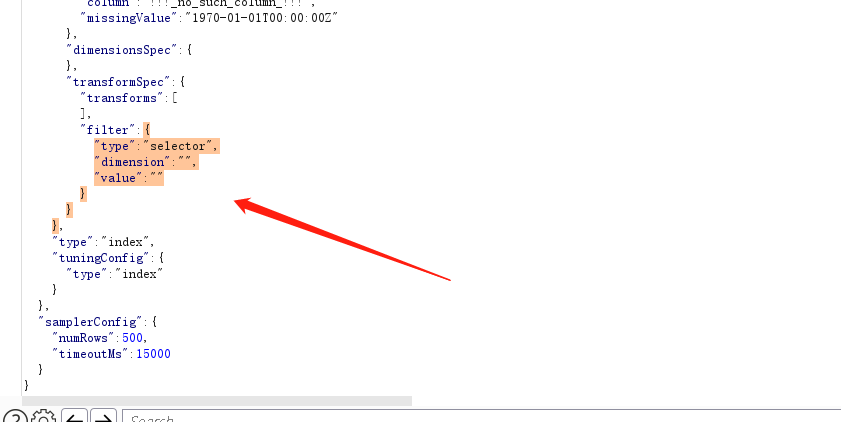 "column":"!!!_no_such_column_!!!",
"missingValue":"1970-01-01T00:00:00Z"
},
"dimensionsSpec":{
},
"transformSpec":{
"transforms":[
],
"filter":{
"type":"selector",
"dimension":"",
"value":""
}
}
},
"type":"index",
"tuningConfig":{
"type":"index"
}
},
"samplerConfig":{
"numRows":500,
"timeoutMs":15000
}
}
? Search